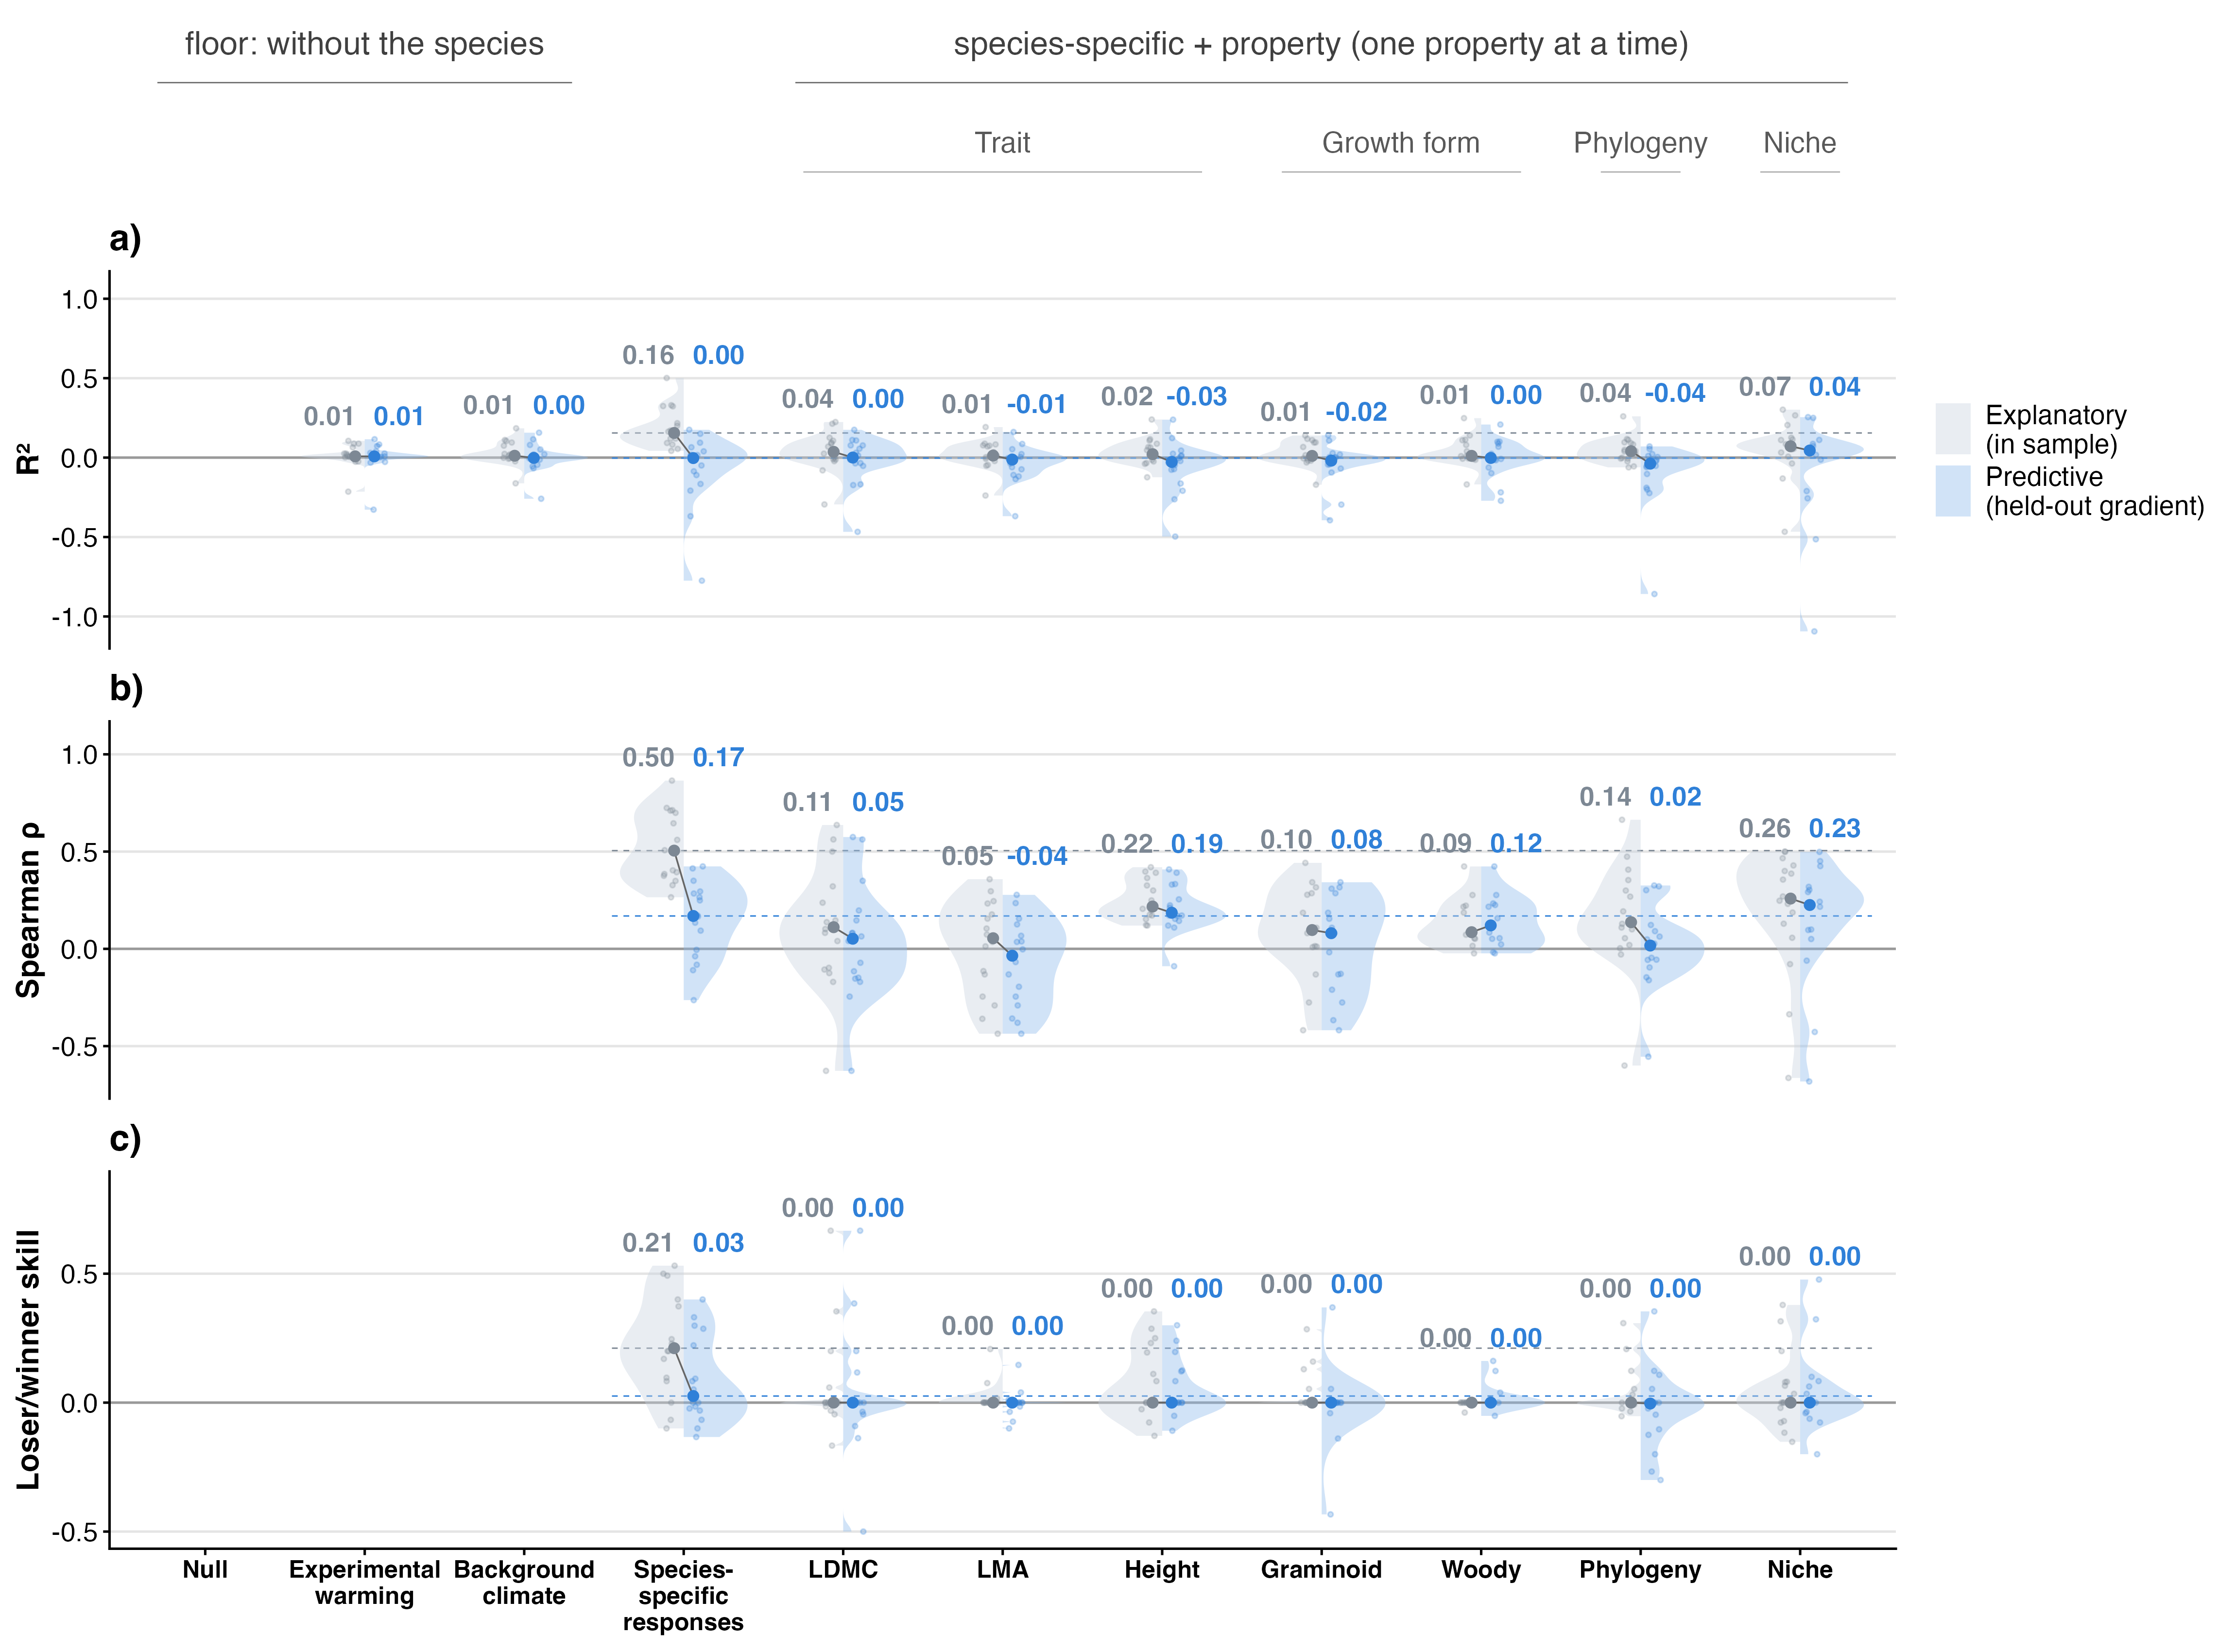 floor: without the species
species-specific + property (one property at a time)
Trait
Growth form
Phylogeny
Niche
a)
R²
1.0
0.5
0.0
-0.5
-1.0
0.01 0.01
0.01 0.00
0.16 0.00
0.04 0.00
0.01 -0.01
0.02 -0.03
0.01 -0.02
0.01 0.00
0.04 -0.04
0.07 0.04
Explanatory
(in sample)
Predictive
(held-out gradient)
b)
Spearman ρ
1.0
0.5
0.0
-0.5
0.50 0.17
0.11 0.05
0.05 -0.04
0.22 0.19
0.10 0.08
0.09 0.12
0.14 0.02
0.26 0.23
c)
Loser/winner skill
0.5
0.0
-0.5
0.21 0.03
0.00 0.00
0.00 0.00
0.00 0.00
0.00 0.00
0.00 0.00
0.00 0.00
0.00 0.00
Null
Experimental
warming
Background
climate
Species-
specific
responses
LDMC
LMA
Height
Graminoid
Woody
Phylogeny
Niche